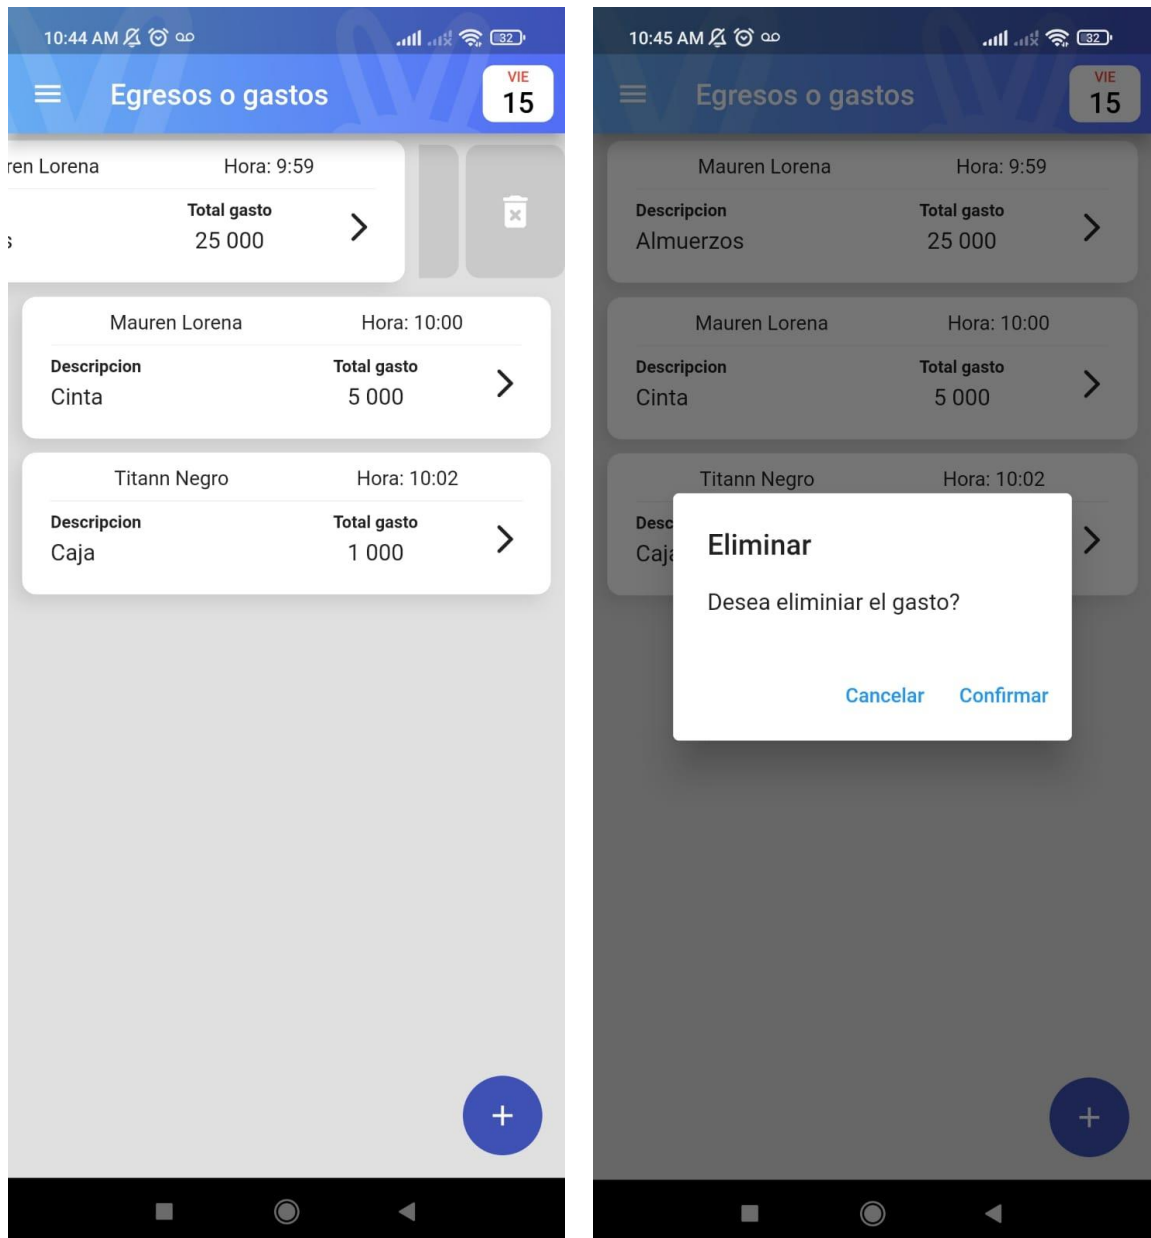 10:44 AM
32
Egresos o gastos
VIE
15
ren Lorena Hora: 9:59
Total gasto
s 25 000
Mauren Lorena Hora: 10:00
Descripcion Total gasto
Cinta 5 000
Titann Negro Hora: 10:02
Descripcion Total gasto
Caja 1 000
+
10:45 AM
32
Egresos o gastos
VIE
15
Mauren Lorena Hora: 9:59
Descripcion Total gasto
Almuerzos 25 000
Mauren Lorena Hora: 10:00
Descripcion Total gasto
Cinta 5 000
Titann Negro Hora: 10:02
Desc
Caj
Eliminar
Desea eliminiar el gasto?
Cancelar Confirmar
+